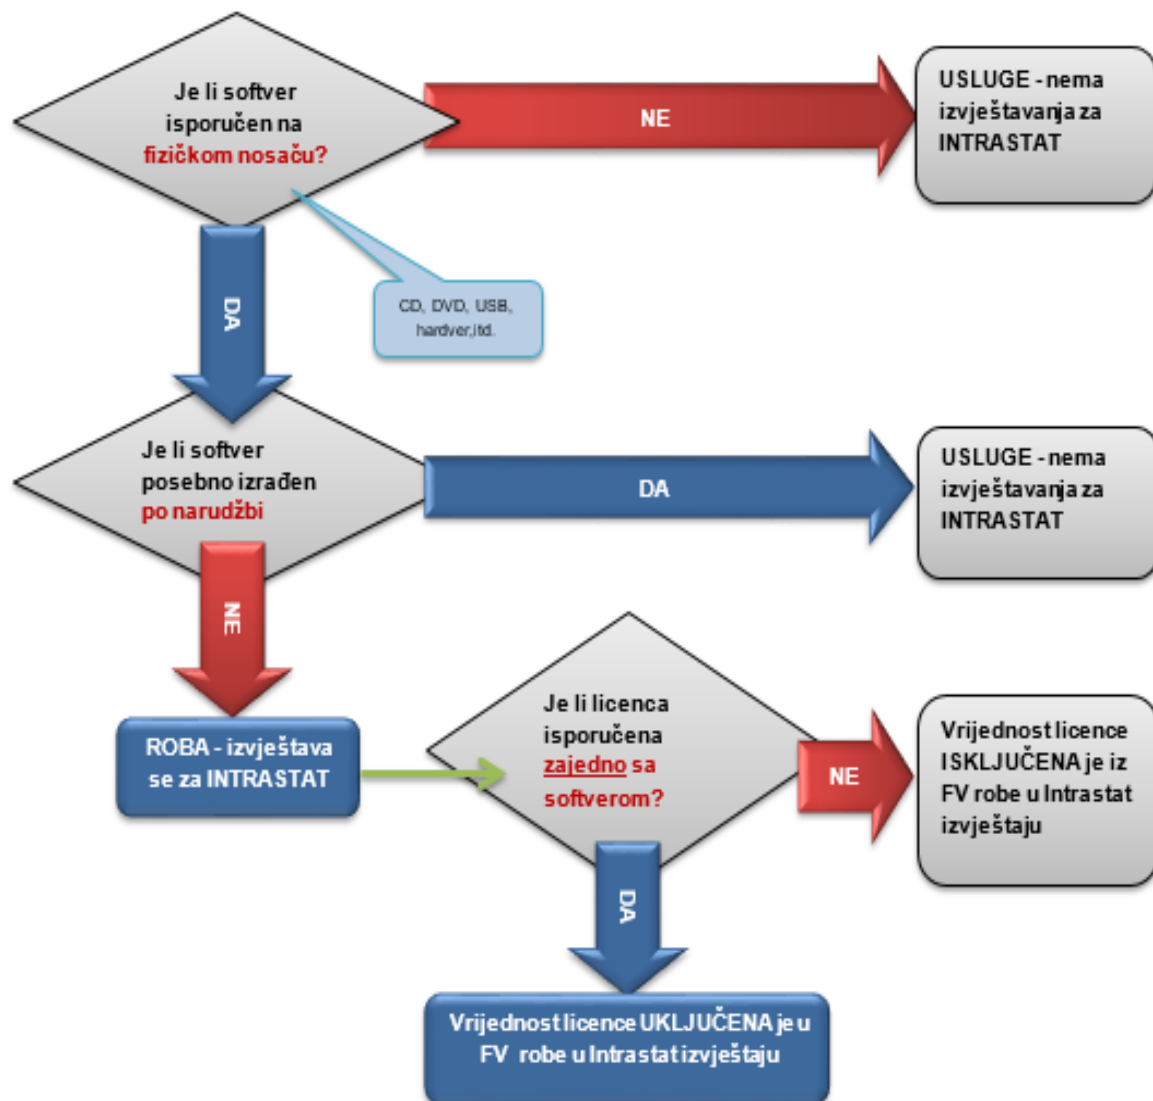 Je li softver
isporučen na
fizičkom nosaču?
NE
USLUGE - nema
izvještavanja za
INTRASTAT
DA
CD, DVD, USB,
hardver,itd.
Je li softver
posebno izrađen
po narudžbi
DA
USLUGE - nema
izvještavanja za
INTRASTAT
NE
ROBA - izvještava
se za INTRASTAT
Je li licenca
isporučena
zajedno sa
softverom?
NE
Vrijednost licence
ISKLJUČENA je iz
FV robe u Intrastat
izvještaju
DA
Vrijednost licence UKLJUČENA je u
FV robe u Intrastat izvještaju